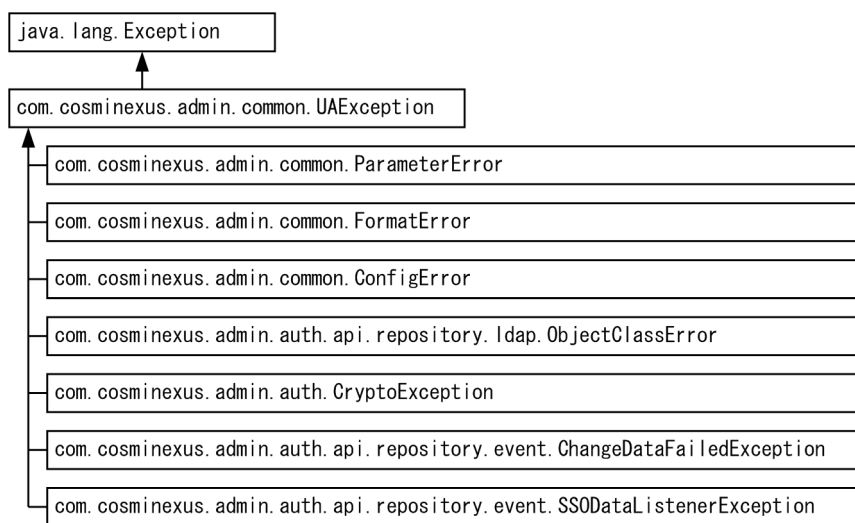 java.lang.Exception
com.cosminexus.admin.common.UAException
com.cosminexus.admin.common.ParameterError
com.cosminexus.admin.common.FormatError
com.cosminexus.admin.common.ConfigError
com.cosminexus.admin.auth.api.repository.ldap.ObjectClassError
com.cosminexus.admin.auth.CryptoException
com.cosminexus.admin.auth.api.repository.event.ChangeDataFailedException
com.cosminexus.admin.auth.api.repository.event.SSODataListenerException